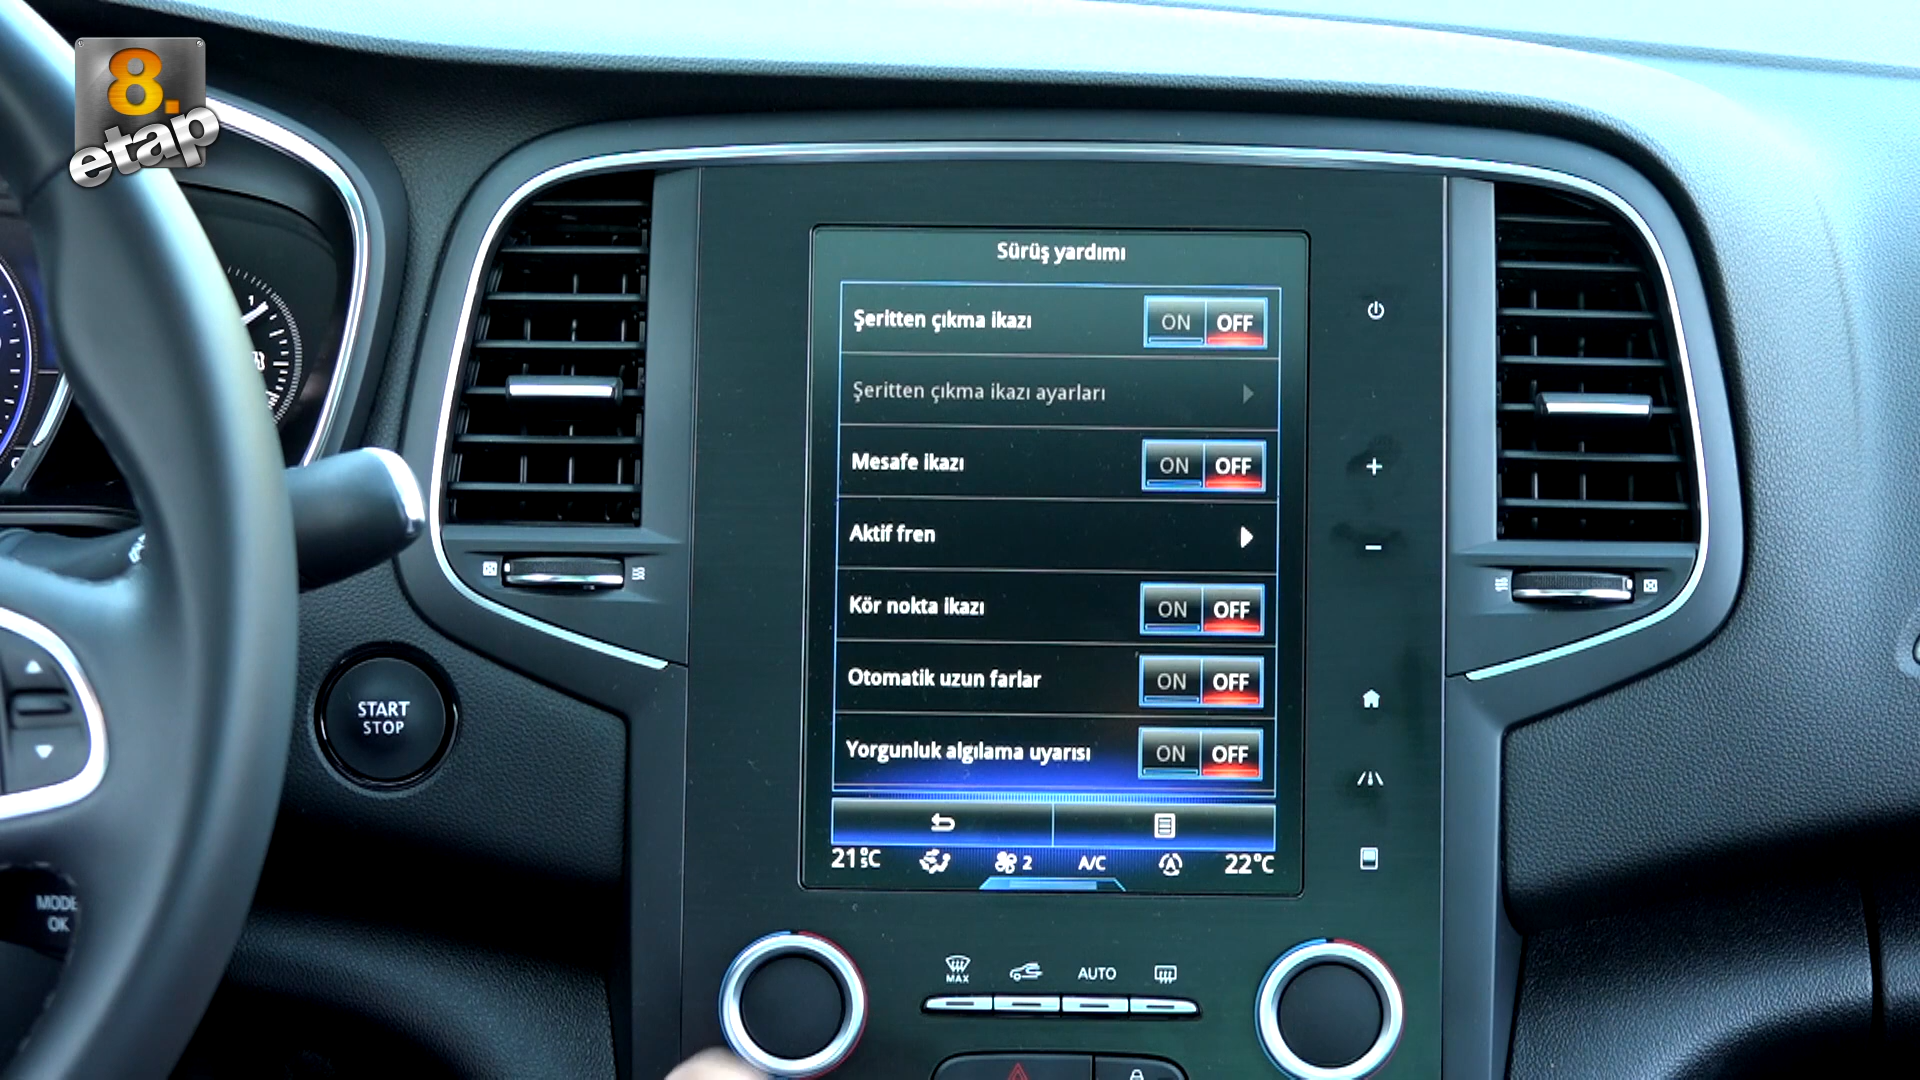 8.
etap
Sürüş yardımı
Şeritten çıkma ikazı ON OFF
Şeritten çıkma ikazı ayarları
Mesafe ikazı ON OFF
Aktif fren
Kör nokta ikazı ON OFF
Otomatik uzun farlar ON OFF
Yorgunluk algılama uyarısı ON OFF
21°C 2 A/C 22°C
START
STOP
MODE
OK
MAX
AUTO